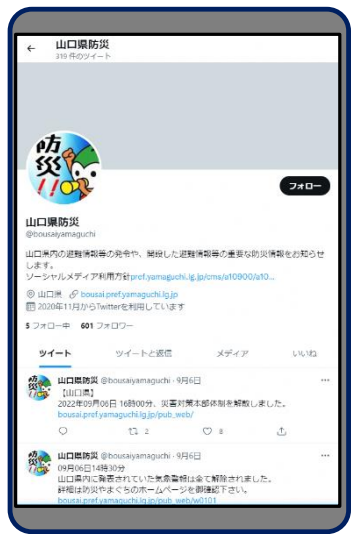 ← 山口県防災
319 件のツイート
防災!!
フォロー
山口県防災
@bousaiyamaguchi
山口県内の避難情報等の発令や、開設した避難情報等の重要な防災情報をお知らせ
します。
ソーシャルメディア利用方針pref.yamaguchi.lg.jp/cms/a10900/a10...
山口県 bousai.pref.yamaguchi.lg.jp
2020年11月からTwitterを利用しています
5 フォロー中 601 フォロワー
ツイート ツイートと返信 メディア いいね
山口県防災 @bousaiyamaguchi · 9月6日 ...
【山口県】
2022年09月06日 16時00分、災害対策本部体制を解散しました。
bousai.pref.yamaguchi.lg.jp/pub_web/
2 8
山口県防災 @bousaiyamaguchi · 9月6日 ...
09月06日14時30分
山口県内に発表されていた気象警報は全て解除されました。
詳細は防災やまぐちのホームページを御確認下さい。
bousai.pref.yamaguchi.lg.jp/pub_web/w0101